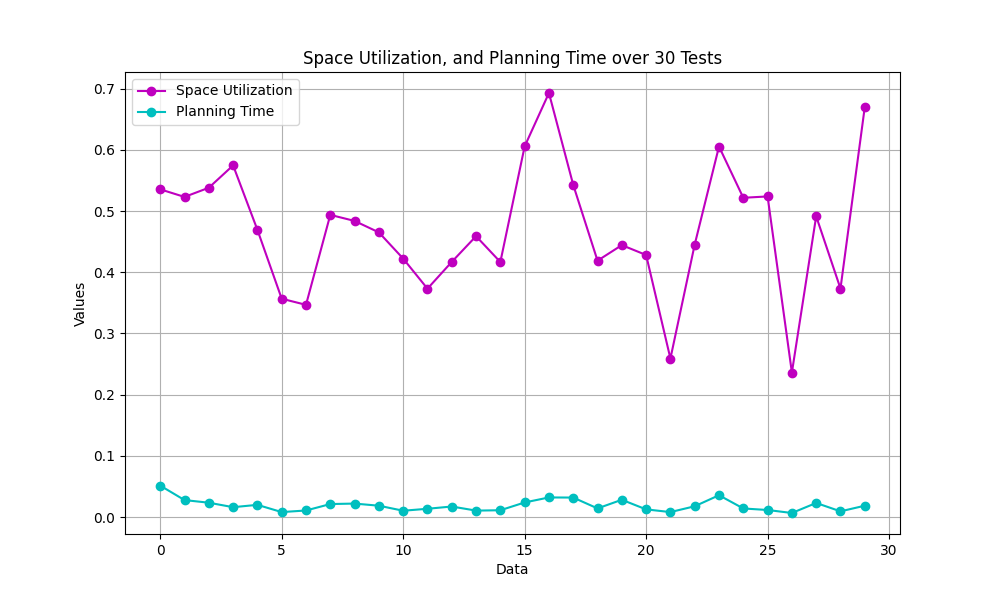 Space Utilization, and Planning Time over 30 Tests
Space Utilization
Planning Time
0.7
0.6
0.5
0.4
0.3
0.2
0.1
0.0
Values
0 5 10 15 20 25 30
Data